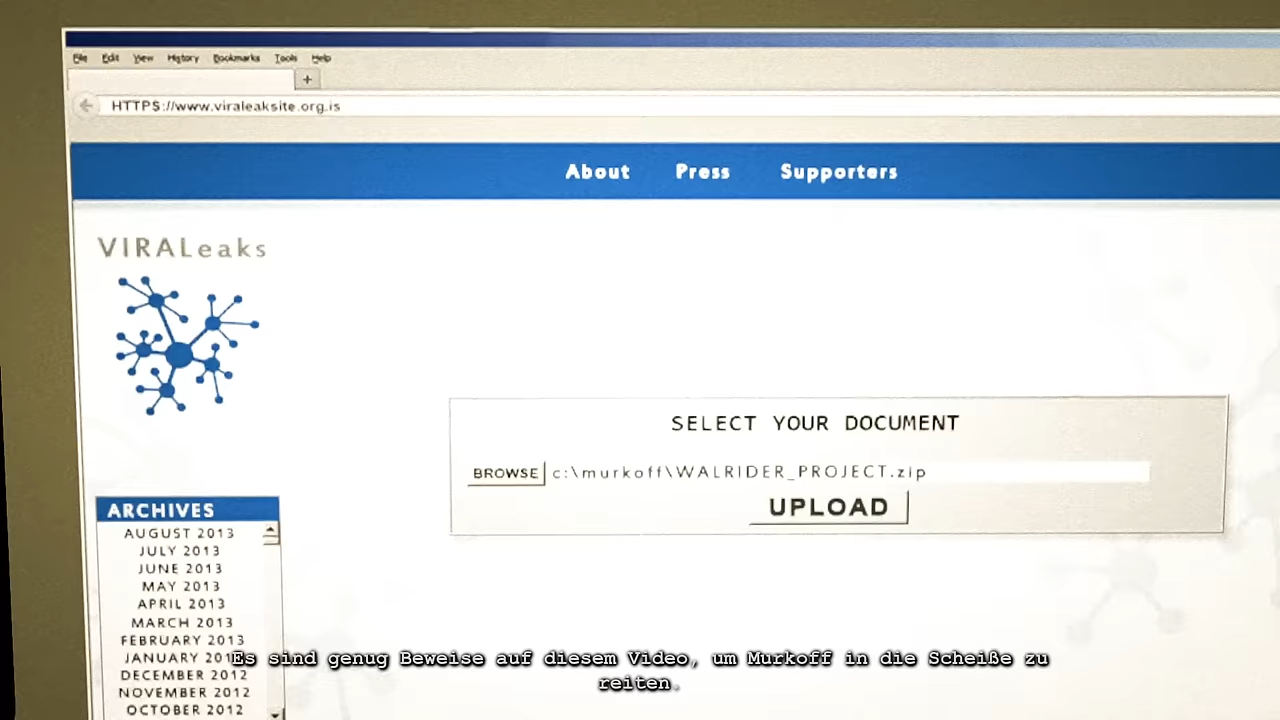 File Edit View History Bookmarks Tools Help
+
HTTPS://www.viraleaksite.org.is
About Press Supporters
VIRALeaks
SELECT YOUR DOCUMENT
BROWSE c:\murkoff\WALRIDER_PROJECT.zip
UPLOAD
ARCHIVES
AUGUST 2013
JULY 2013
JUNE 2013
MAY 2013
APRIL 2013
MARCH 2013
FEBRUARY 2013
JANUARY 201
DECEMBER 2012
NOVEMBER 2012
OCTOBER 2012
Es sind genug Beweise auf diesem Video, um Murkoff in die Scheiße zu
reiten.